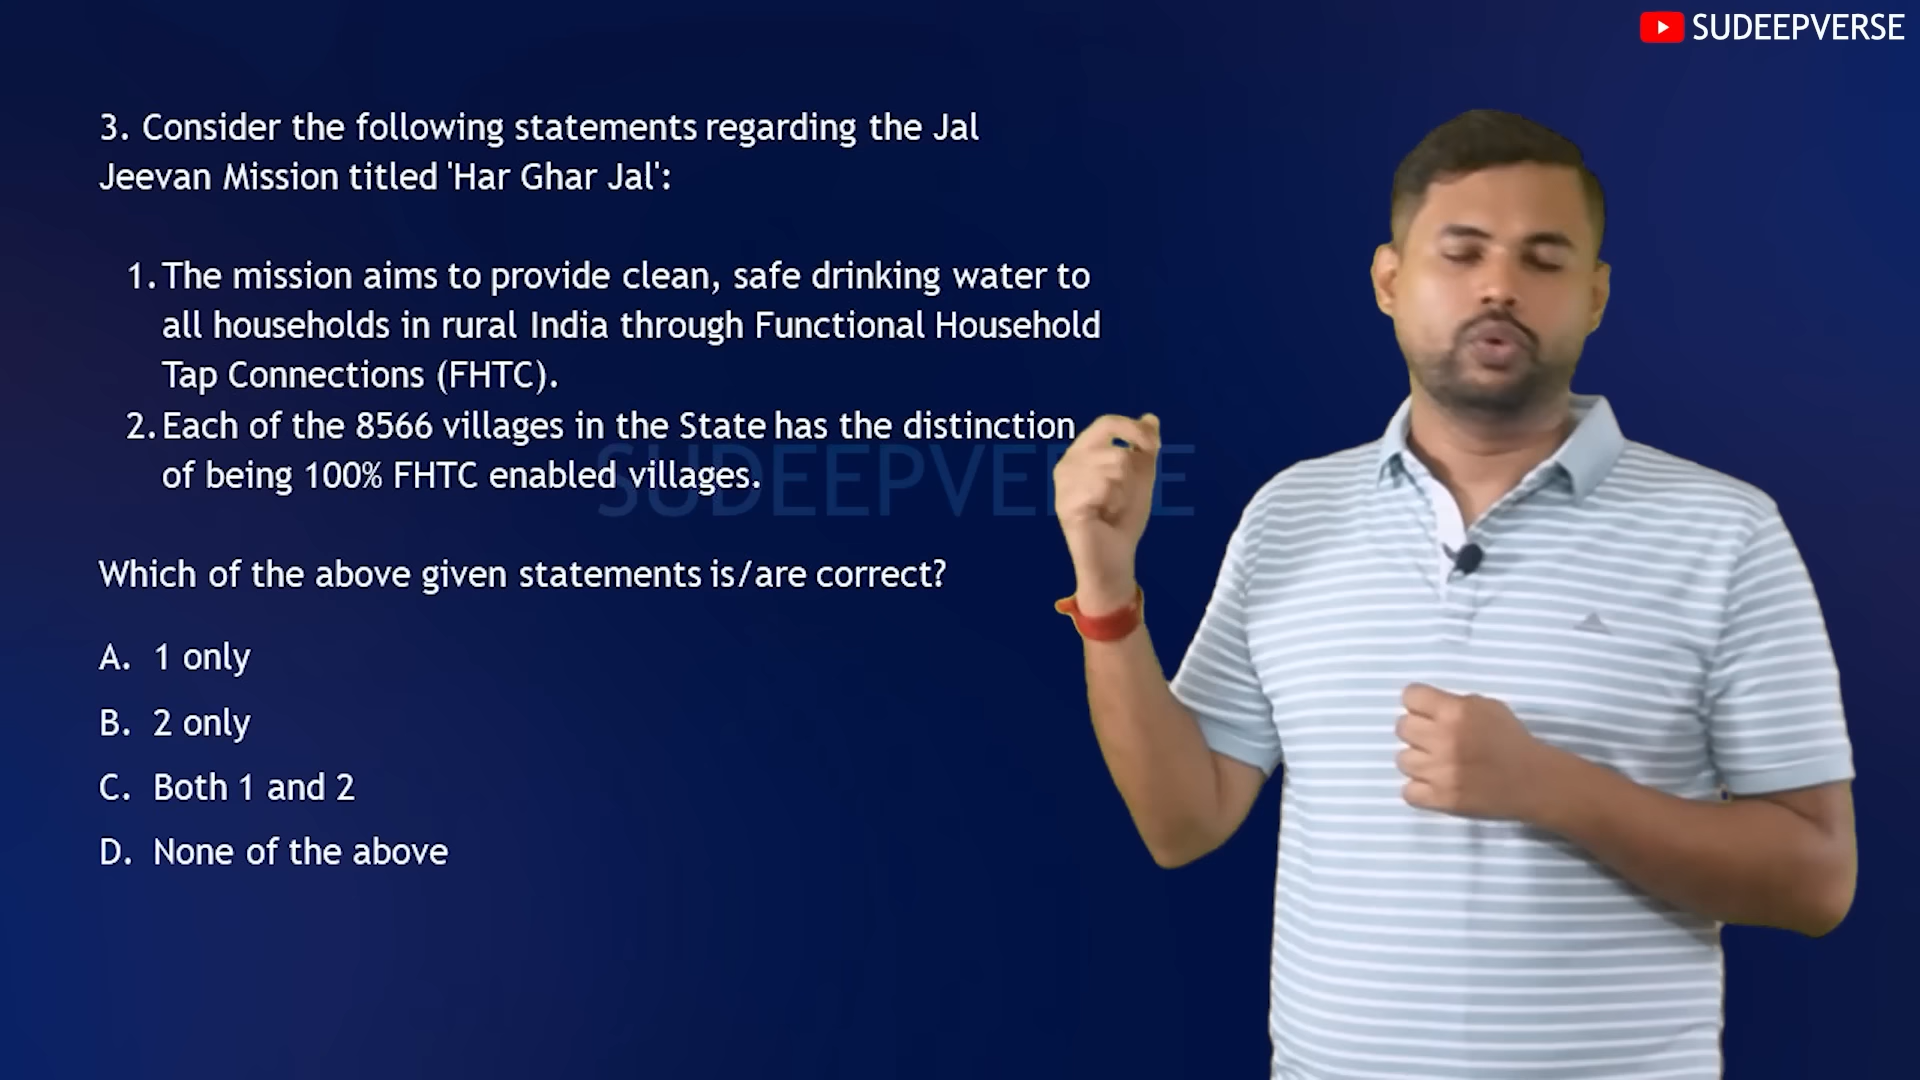 SUDEEPVERSE
3. Consider the following statements regarding the Jal
Jeevan Mission titled 'Har Ghar Jal':
1. The mission aims to provide clean, safe drinking water to
all households in rural India through Functional Household
Tap Connections (FHTC).
2. Each of the 8566 villages in the State has the distinction
of being 100% FHTC enabled villages.
SUDEEPVERSE
Which of the above given statements is/are correct?
A. 1 only
B. 2 only
C. Both 1 and 2
D. None of the above